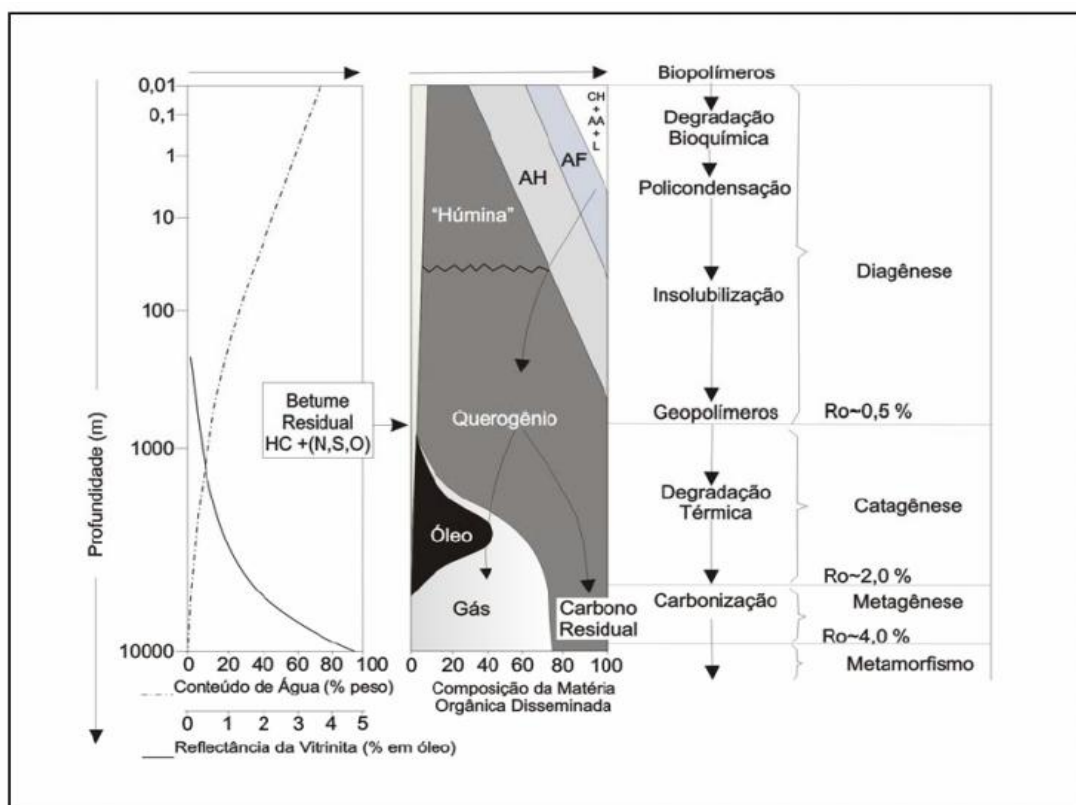 Profundidade (m)
0,01
0,1
1
10
100
1000
10000
0 20 40 60 80 100
Conteúdo de Água (% peso)
0 1 2 3 4 5
Reflectância da Vitrinita (% em óleo)
Betume
Residual
HC +(N,S,O)
CH
+
AA
+
L
AF
AH
"Húmina"
Querogênio
Óleo
Gás
Carbono
Residual
0 20 40 60 80 100
Composição da Matéria
Orgânica Disseminada
Biopolímeros
Degradação
Bioquímica
Policondensação
Insolubilização
Geopolímeros
Degradação
Térmica
Carbonização
Diagênese
Ro~0,5 %
Catagênese
Ro~2,0 %
Metagênese
Ro~4,0 %
Metamorfismo